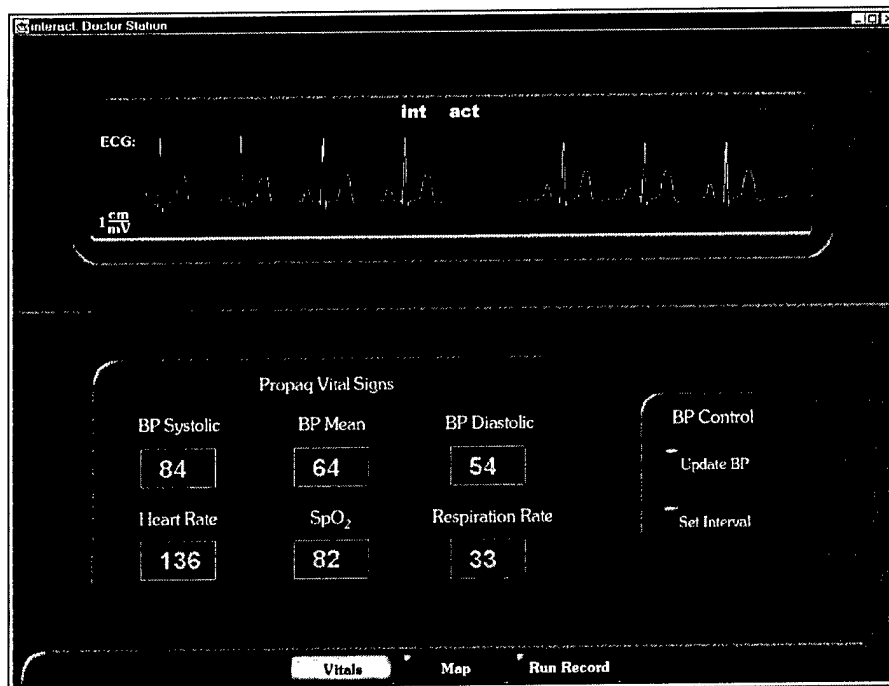 interact. Doctor Station
int act
ECG:
1 cm
mV
Propaq Vital Signs
BP Systolic BP Mean BP Diastolic
84 64 54
Heart Rate SpO₂ Respiration Rate
136 82 33
BP Control
Update BP
Set Interval
Vitals Map Run Record